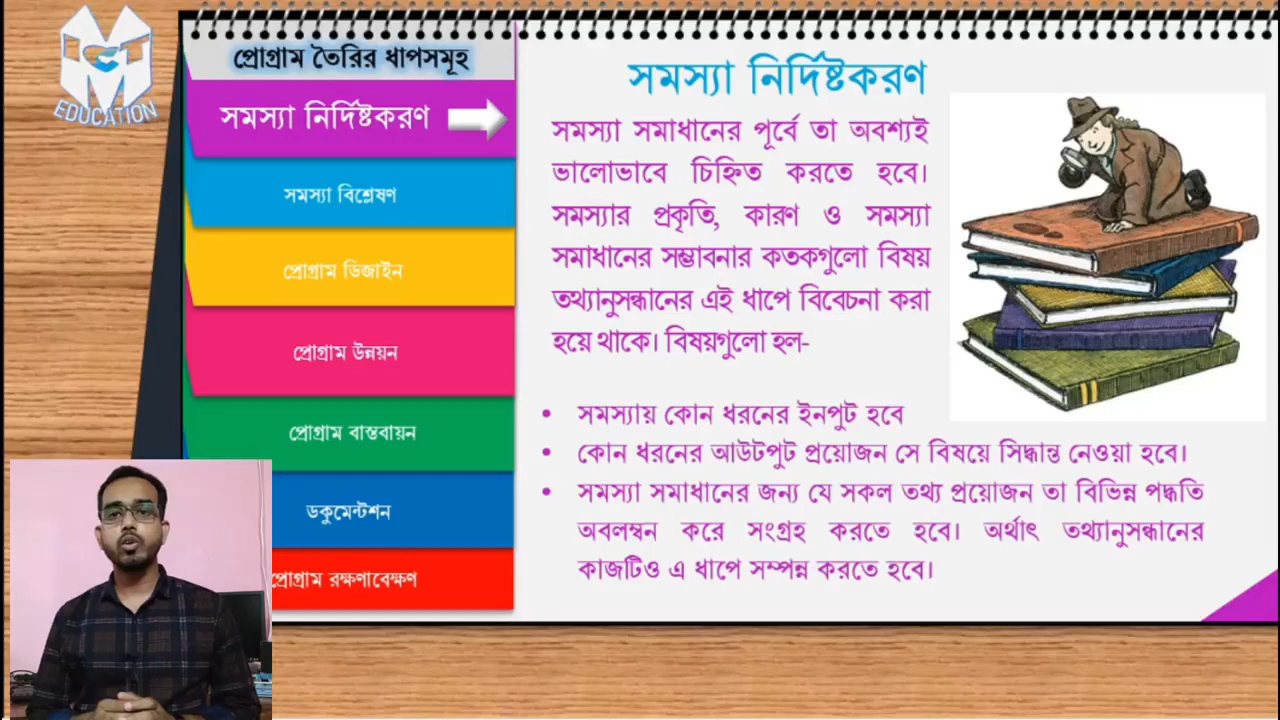 ICT
EDUCATION
প্রোগ্রাম তৈরির ধাপসমূহ
সমস্যা নির্দিষ্টকরণ
সমস্যা বিশ্লেষণ
প্রোগ্রাম ডিজাইন
প্রোগ্রাম উন্নয়ন
প্রোগ্রাম বাস্তবায়ন
ডকুমেন্টশন
প্রোগ্রাম রক্ষণাবেক্ষণ
সমস্যা নির্দিষ্টকরণ
সমস্যা সমাধানের পূর্বে তা অবশ্যই
ভালোভাবে চিহ্নিত করতে হবে।
সমস্যার প্রকৃতি, কারণ ও সমস্যা
সমাধানের সম্ভাবনার কতকগুলো বিষয়
তথ্যানুসন্ধানের এই ধাপে বিবেচনা করা
হয়ে থাকে। বিষয়গুলো হল-
• সমস্যায় কোন ধরনের ইনপুট হবে
• কোন ধরনের আউটপুট প্রয়োজন সে বিষয়ে সিদ্ধান্ত নেওয়া হবে।
• সমস্যা সমাধানের জন্য যে সকল তথ্য প্রয়োজন তা বিভিন্ন পদ্ধতি
অবলম্বন করে সংগ্রহ করতে হবে। অর্থাৎ তথ্যানুসন্ধানের
কাজটিও এ ধাপে সম্পন্ন করতে হবে।